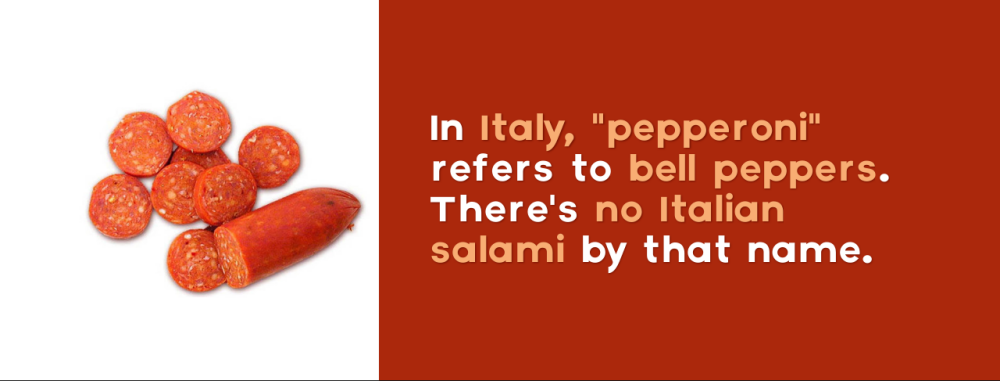 In Italy, "pepperoni"
refers to bell peppers.
There's no Italian
salami by that name.